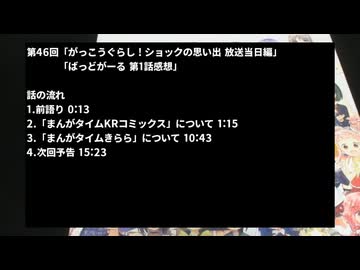 第46回「がっこうぐらし！ショックの思い出 放送当日編」
「ばっどがーる 第1話感想」
話の流れ
1.前語り 0:13
2.「まんがタイムKRコミックス」について 1:15
3.「まんがタイムきらら」について 10:43
4.次回予告 15:23